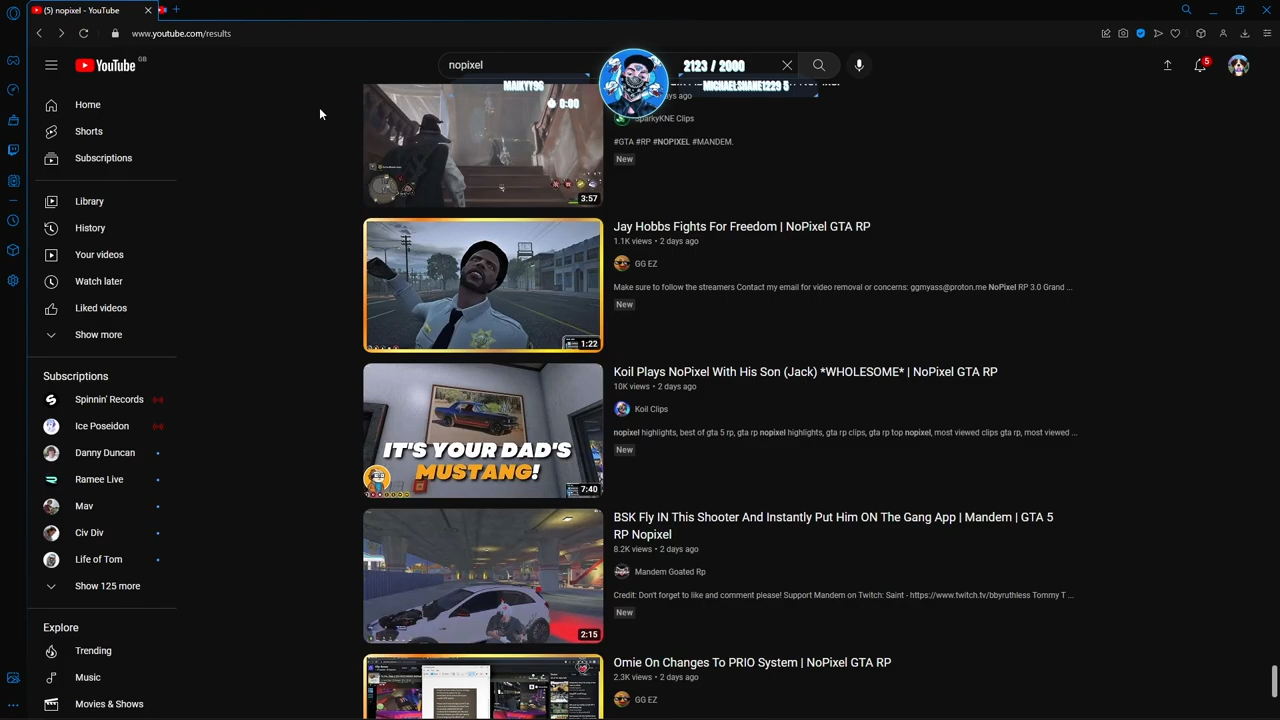 (5) nopixel - YouTube
www.youtube.com/results
YouTube
GB
nopixel
2123 / 2000
5
MAIKYY96
MICHAELSHANE1229 5
0:00
Home
Shorts
Subscriptions
Library
History
Your videos
Watch later
Liked videos
Show more
Subscriptions
Spinnin' Records
Ice Poseidon
Danny Duncan
Ramee Live
Mav
Civ Div
Life of Tom
Show 125 more
Explore
Trending
Music
Movies & Shows
ays ago
SparkyKNE Clips
#GTA #RP #NOPIXEL #MANDEM.
New
3:57
Jay Hobbs Fights For Freedom | NoPixel GTA RP
1.1K views • 2 days ago
GG EZ
Make sure to follow the streamers Contact my email for video removal or concerns: ggmyass@proton.me NoPixel RP 3.0 Grand ...
New
1:22
Koil Plays NoPixel With His Son (Jack) *WHOLESOME* | NoPixel GTA RP
10K views • 2 days ago
Koil Clips
nopixel highlights, best of gta 5 rp, gta rp nopixel highlights, gta rp clips, gta rp top nopixel, most viewed clips gta rp, most viewed ...
New
IT'S YOUR DAD'S
MUSTANG!
7:40
BSK Fly IN This Shooter And Instantly Put Him ON The Gang App | Mandem | GTA 5
RP Nopixel
8.2K views • 2 days ago
Mandem Goated Rp
Credit: Don't forget to like and comment please! Support Mandem on Twitch: Saint - https://www.twitch.tv/bbyruthless Tommy T ...
New
2:15
Omie On Changes To PRIO System | NoPixel GTA RP
2.3K views • 2 days ago
GG EZ